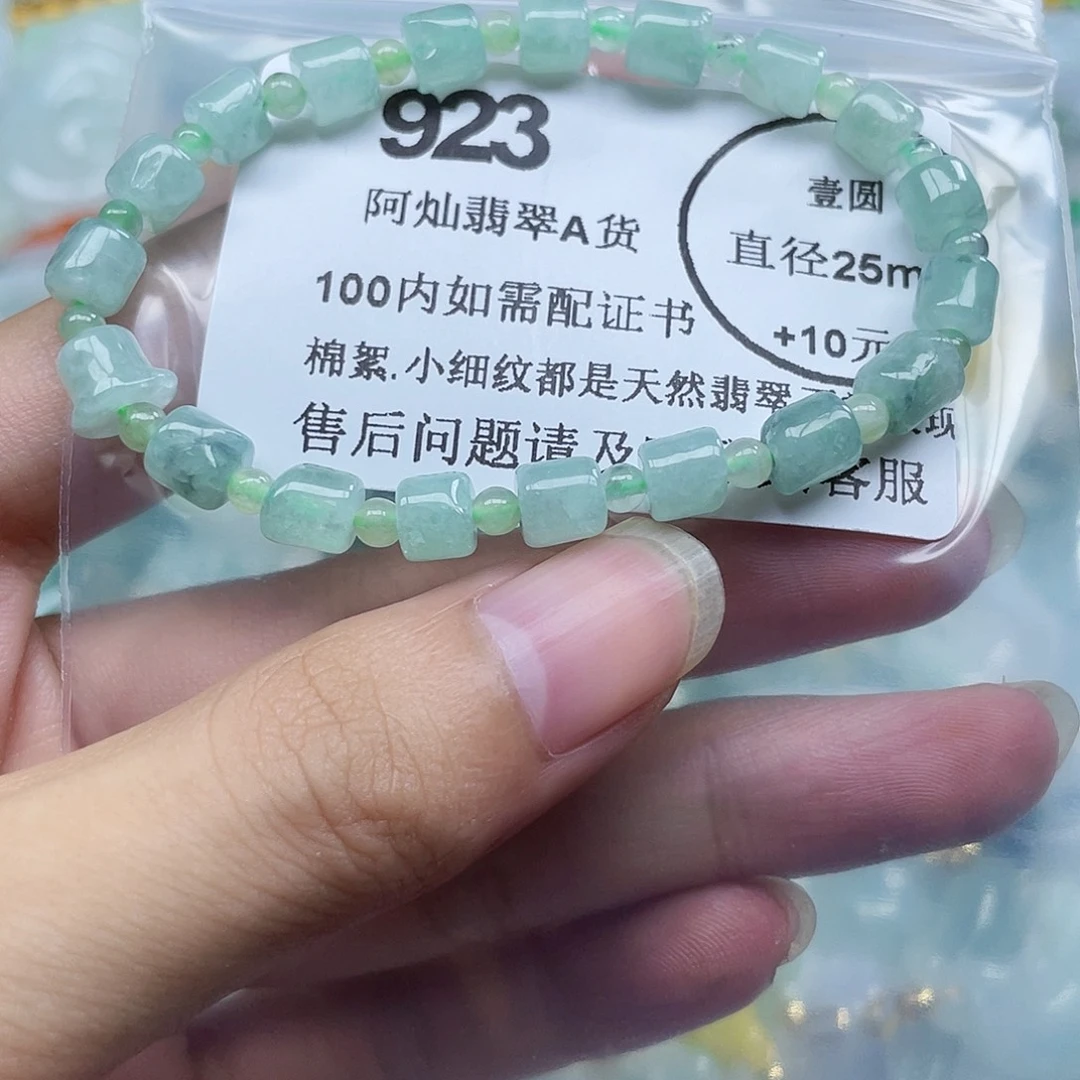 923
阿灿翡翠A货
100内如需配证书
棉絮.小细纹都是天然翡翠
售后问题请及
客服
壹圆
直径25m
+10元